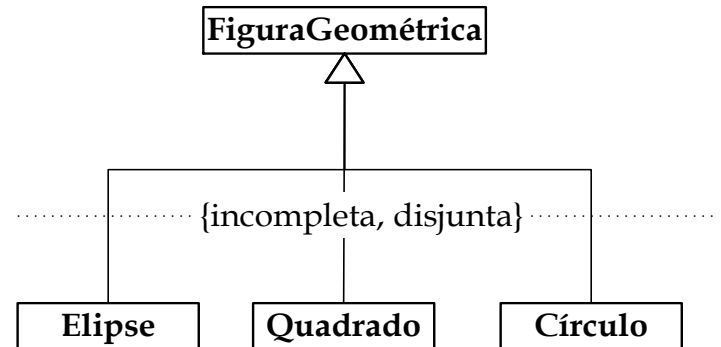 FiguraGeométrica
{incompleta, disjunta}
Elipse
Quadrado
Círculo